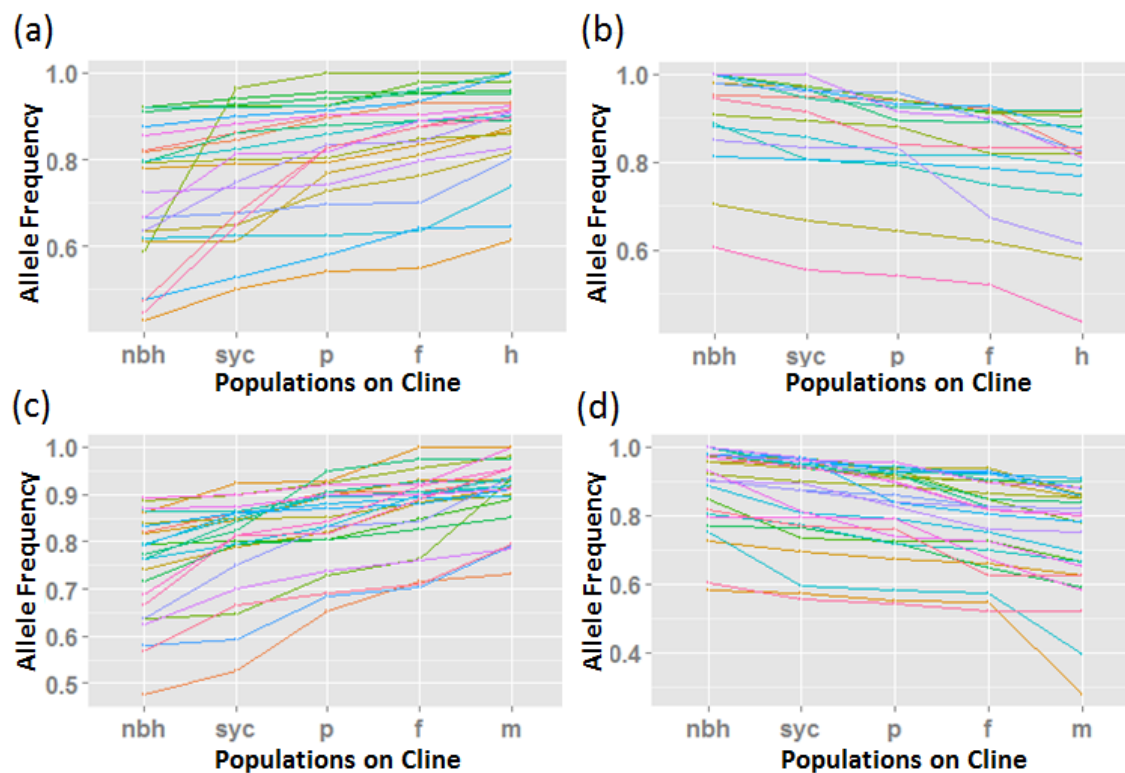 (a)
(b)
Allele Frequency
1.0
0.8
0.6
nbh syc p f h
Populations on Cline
Allele Frequency
1.0
0.8
0.6
nbh syc p f h
Populations on Cline
(c)
(d)
Allele Frequency
1.0
0.9
0.8
0.7
0.6
0.5
nbh syc p f m
Populations on Cline
Allele Frequency
1.0
0.8
0.6
0.4
nbh syc p f m
Populations on Cline